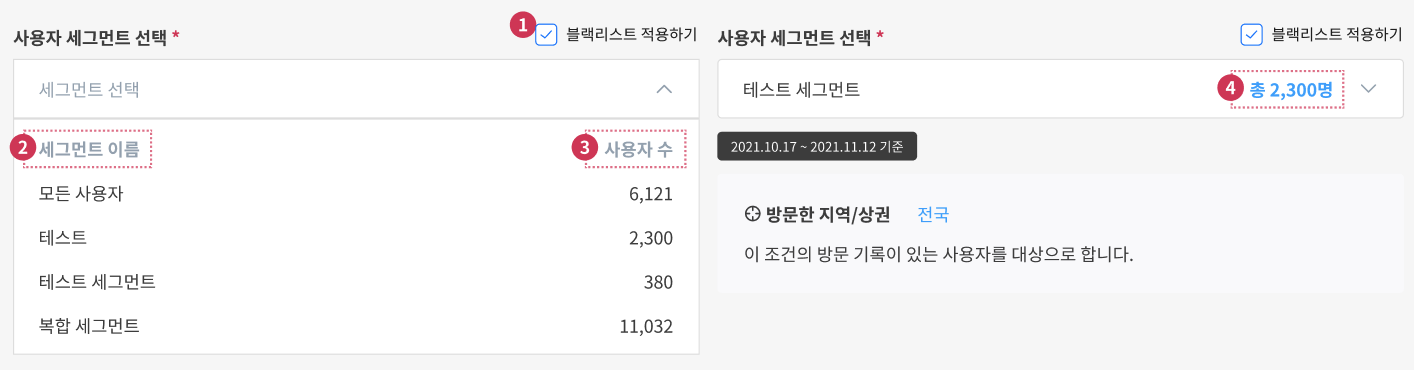 사용자 세그먼트 선택 *
1
블랙리스트 적용하기
세그먼트 선택
2 세그먼트 이름
3 사용자 수
모든 사용자 6,121
테스트 2,300
테스트 세그먼트 380
복합 세그먼트 11,032
사용자 세그먼트 선택 *
블랙리스트 적용하기
테스트 세그먼트
4 총 2,300명
2021.10.17 ~ 2021.11.12 기준
방문한 지역/상권 전국
이 조건의 방문 기록이 있는 사용자를 대상으로 합니다.